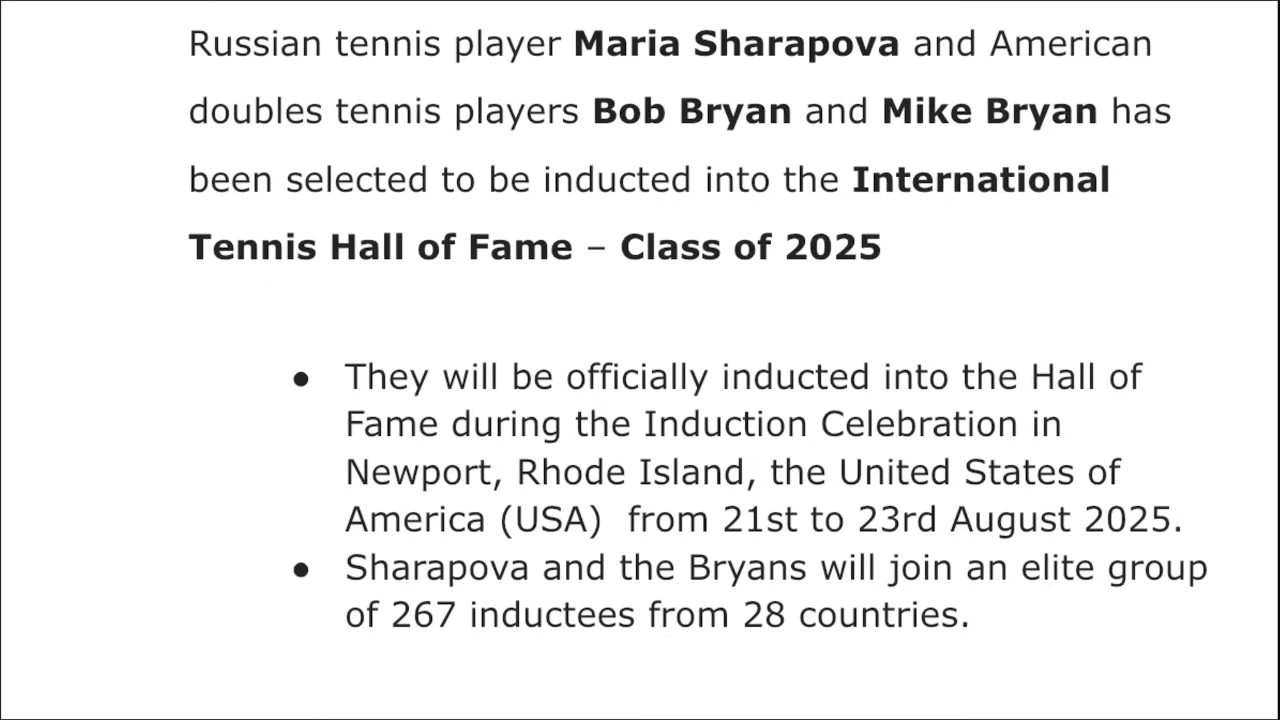 Russian tennis player Maria Sharapova and American
doubles tennis players Bob Bryan and Mike Bryan has
been selected to be inducted into the International
Tennis Hall of Fame – Class of 2025
● They will be officially inducted into the Hall of
Fame during the Induction Celebration in
Newport, Rhode Island, the United States of
America (USA)  from 21st to 23rd August 2025.
● Sharapova and the Bryans will join an elite group
of 267 inductees from 28 countries.